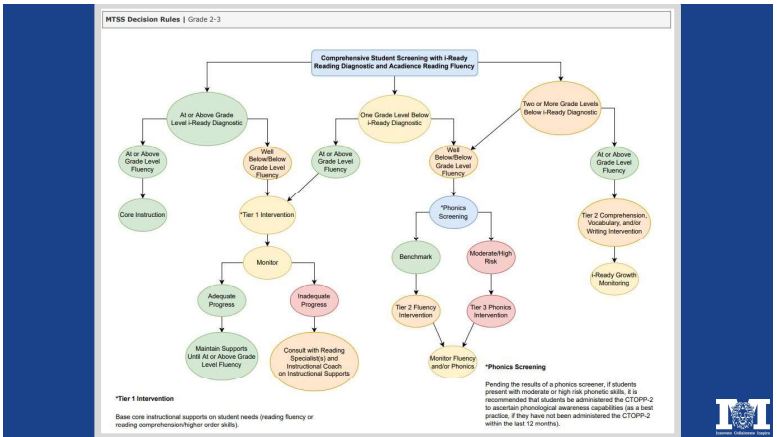 MTSS Decision Rules | Grade 2-3
Comprehensive Student Screening with i-Ready
Reading Diagnostic and Acadience Reading Fluency
At or Above Grade
Level i-Ready Diagnostic
One Grade Level Below
i-Ready Diagnostic
Two or More Grade Levels
Below i-Ready Diagnostic
At or Above
Grade Level
Fluency
Well
Below/Below
Grade Level
Fluency
At or Above
Grade Level
Fluency
Well
Below/Below
Grade Level
Fluency
At or Above
Grade Level
Fluency
Core Instruction
*Tier 1 Intervention
*Phonics
Screening
Tier 2 Comprehension,
Vocabulary, and/or
Writing Intervention
Monitor
Benchmark
Moderate/High
Risk
i-Ready Growth
Monitoring
Adequate
Progress
Inadequate
Progress
Tier 2 Fluency
Intervention
Tier 3 Phonics
Intervention
Maintain Supports
Until At or Above Grade
Level Fluency
Consult with Reading
Specialist(s) and
Instructional Coach
on Instructional Supports
Monitor Fluency
and/or Phonics
*Phonics Screening
Pending the results of a phonics screener, if students
present with moderate or high risk phonetic skills, it is
recommended that students be administered the CTOPP-2
to ascertain phonological awareness capabilities (as a best
practice, if they have not been administered the CTOPP-2
within the last 12 months).
*Tier 1 Intervention
Base core instructional supports on student needs (reading fluency or
reading comprehension/higher order skills).
Innovate Collaborate Inspire